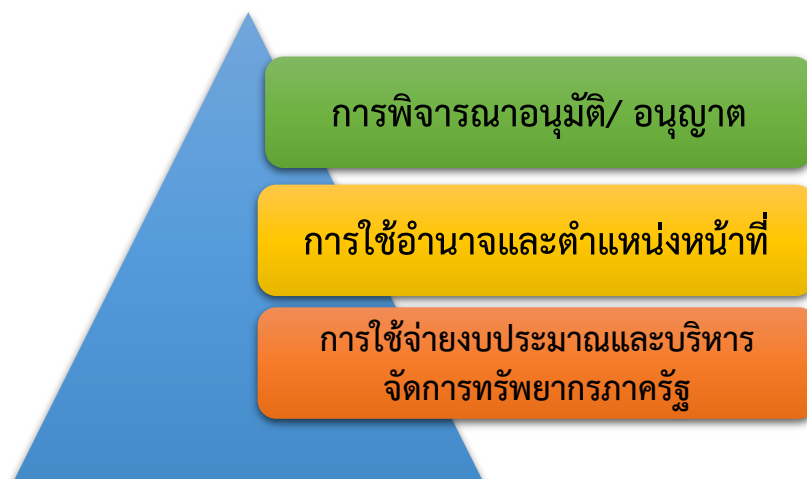 การพิจารณาอนุมัติ/ อนุญาต
การใช้อำนาจและตำแหน่งหน้าที่
การใช้จ่ายงบประมาณและบริหาร
จัดการทรัพยากรภาครัฐ